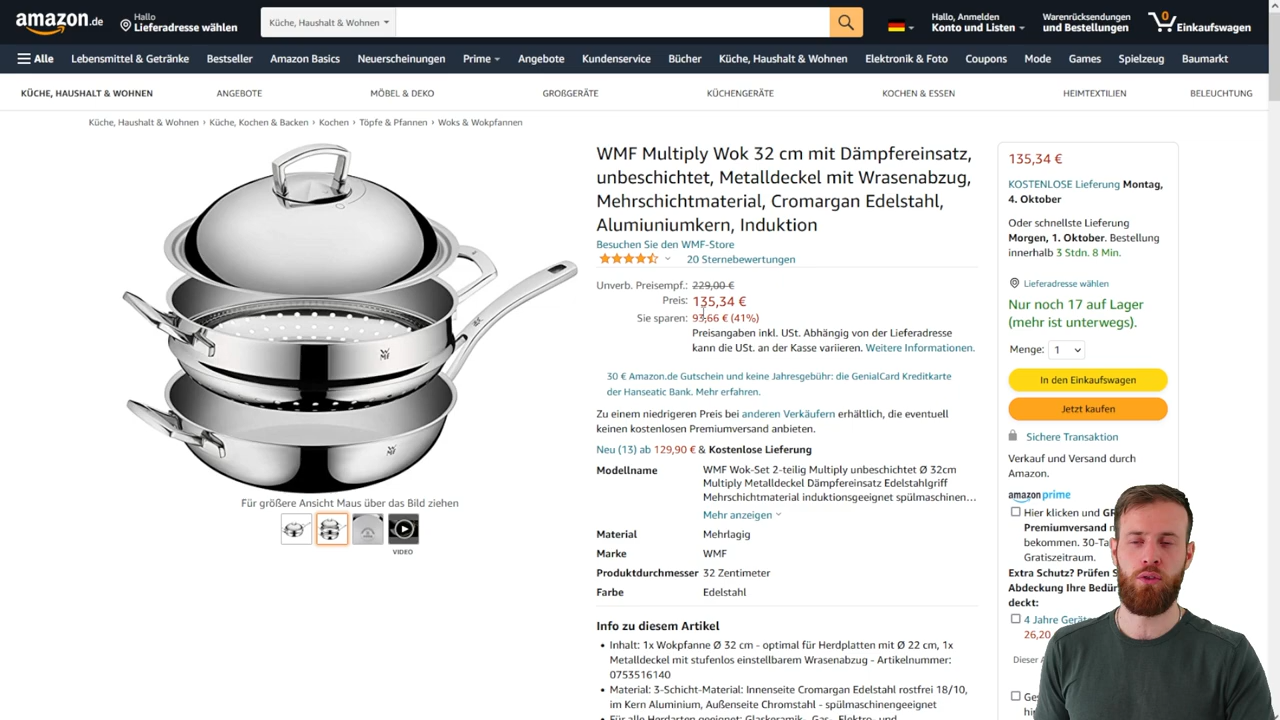 amazon.de
Hallo
Lieferadresse wählen
Küche, Haushalt & Wohnen
Hallo, Anmelden
Konto und Listen
Warenrücksendungen
und Bestellungen
0
Einkaufswagen
Alle
Lebensmittel & Getränke
Bestseller
Amazon Basics
Neuerscheinungen
Prime
Angebote
Kundenservice
Bücher
Küche, Haushalt & Wohnen
Elektronik & Foto
Coupons
Mode
Games
Spielzeug
Baumarkt
KÜCHE, HAUSHALT & WOHNEN
ANGEBOTE
MÖBEL & DEKO
GROßGERÄTE
KÜCHENGERÄTE
KOCHEN & ESSEN
HEIMTEXTILIEN
BELEUCHTUNG
Küche, Haushalt & Wohnen › Küche, Kochen & Backen › Kochen › Töpfe & Pfannen › Woks & Wokpfannen
WMF
WMF
Für größere Ansicht Maus über das Bild ziehen
VIDEO
WMF Multiply Wok 32 cm mit Dämpfereinsatz,
unbeschichtet, Metalldeckel mit Wrasenabzug,
Mehrschichtmaterial, Cromargan Edelstahl,
Alumiuniumkern, Induktion
Besuchen Sie den WMF-Store
20 Sternebewertungen
Unverb. Preisempf.: 229,00 €
Preis: 135,34 €
Sie sparen: 93,66 € (41%)
Preisangaben inkl. USt. Abhängig von der Lieferadresse
kann die USt. an der Kasse variieren. Weitere Informationen.
30 € Amazon.de Gutschein und keine Jahresgebühr: die GenialCard Kreditkarte
der Hanseatic Bank. Mehr erfahren.
Zu einem niedrigeren Preis bei anderen Verkäufern erhältlich, die eventuell
keinen kostenlosen Premiumversand anbieten.
Neu (13) ab 129,90 € & Kostenlose Lieferung
Modellname WMF Wok-Set 2-teilig Multiply unbeschichtet Ø 32cm
Multiply Metalldeckel Dämpfereinsatz Edelstahlgriff
Mehrschichtmaterial induktionsgeeignet spülmaschinen...
Mehr anzeigen
Material Mehrlagig
Marke WMF
Produktdurchmesser 32 Zentimeter
Farbe Edelstahl
Info zu diesem Artikel
• Inhalt: 1x Wokpfanne Ø 32 cm - optimal für Herdplatten mit Ø 22 cm, 1x
Metalldeckel mit stufenlos einstellbarem Wrasenabzug - Artikelnummer:
0753516140
• Material: 3-Schicht-Material: Innenseite Cromargan Edelstahl rostfrei 18/10,
im Kern Aluminium, Außenseite Chromstahl - spülmaschinengeeignet
• Für alle Herdarten geeignet: Glaskeramik-, Gas-, Elektro- und
135,34 €
KOSTENLOSE Lieferung Montag,
4. Oktober
Oder schnellste Lieferung
Morgen, 1. Oktober. Bestellung
innerhalb 3 Stdn. 8 Min.
Lieferadresse wählen
Nur noch 17 auf Lager
(mehr ist unterwegs).
Menge: 1
In den Einkaufswagen
Jetzt kaufen
Sichere Transaktion
Verkauf und Versand durch
Amazon.
amazon prime
Hier klicken und
Premiumversand
bekommen.
Gratiszeitraum.
Extra Schutz? Prüfen
Abdeckung Ihre
deckt:
4 Jahre
26,20
Dieser